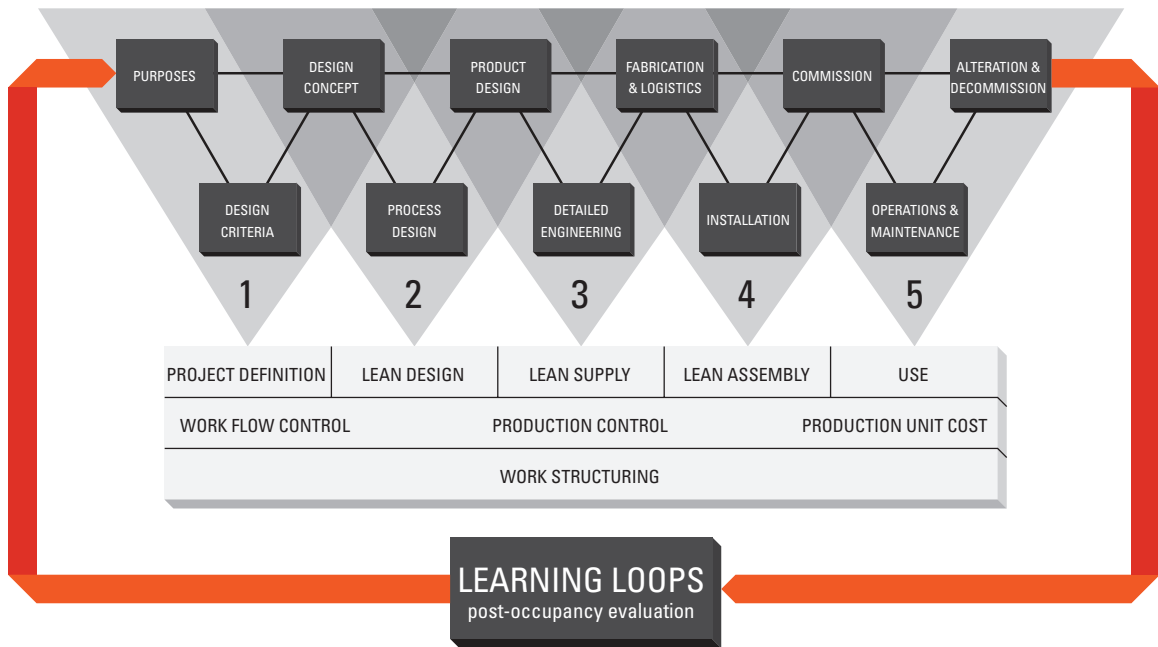 PURPOSES
DESIGN
CONCEPT
PRODUCT
DESIGN
FABRICATION
& LOGISTICS
COMMISSION
ALTERATION &
DECOMMISSION
DESIGN
CRITERIA
PROCESS
DESIGN
DETAILED
ENGINEERING
INSTALLATION
OPERATIONS &
MAINTENANCE
1
2
3
4
5
PROJECT DEFINITION
LEAN DESIGN
LEAN SUPPLY
LEAN ASSEMBLY
USE
WORK FLOW CONTROL
PRODUCTION CONTROL
PRODUCTION UNIT COST
WORK STRUCTURING
LEARNING LOOPS
post-occupancy evaluation